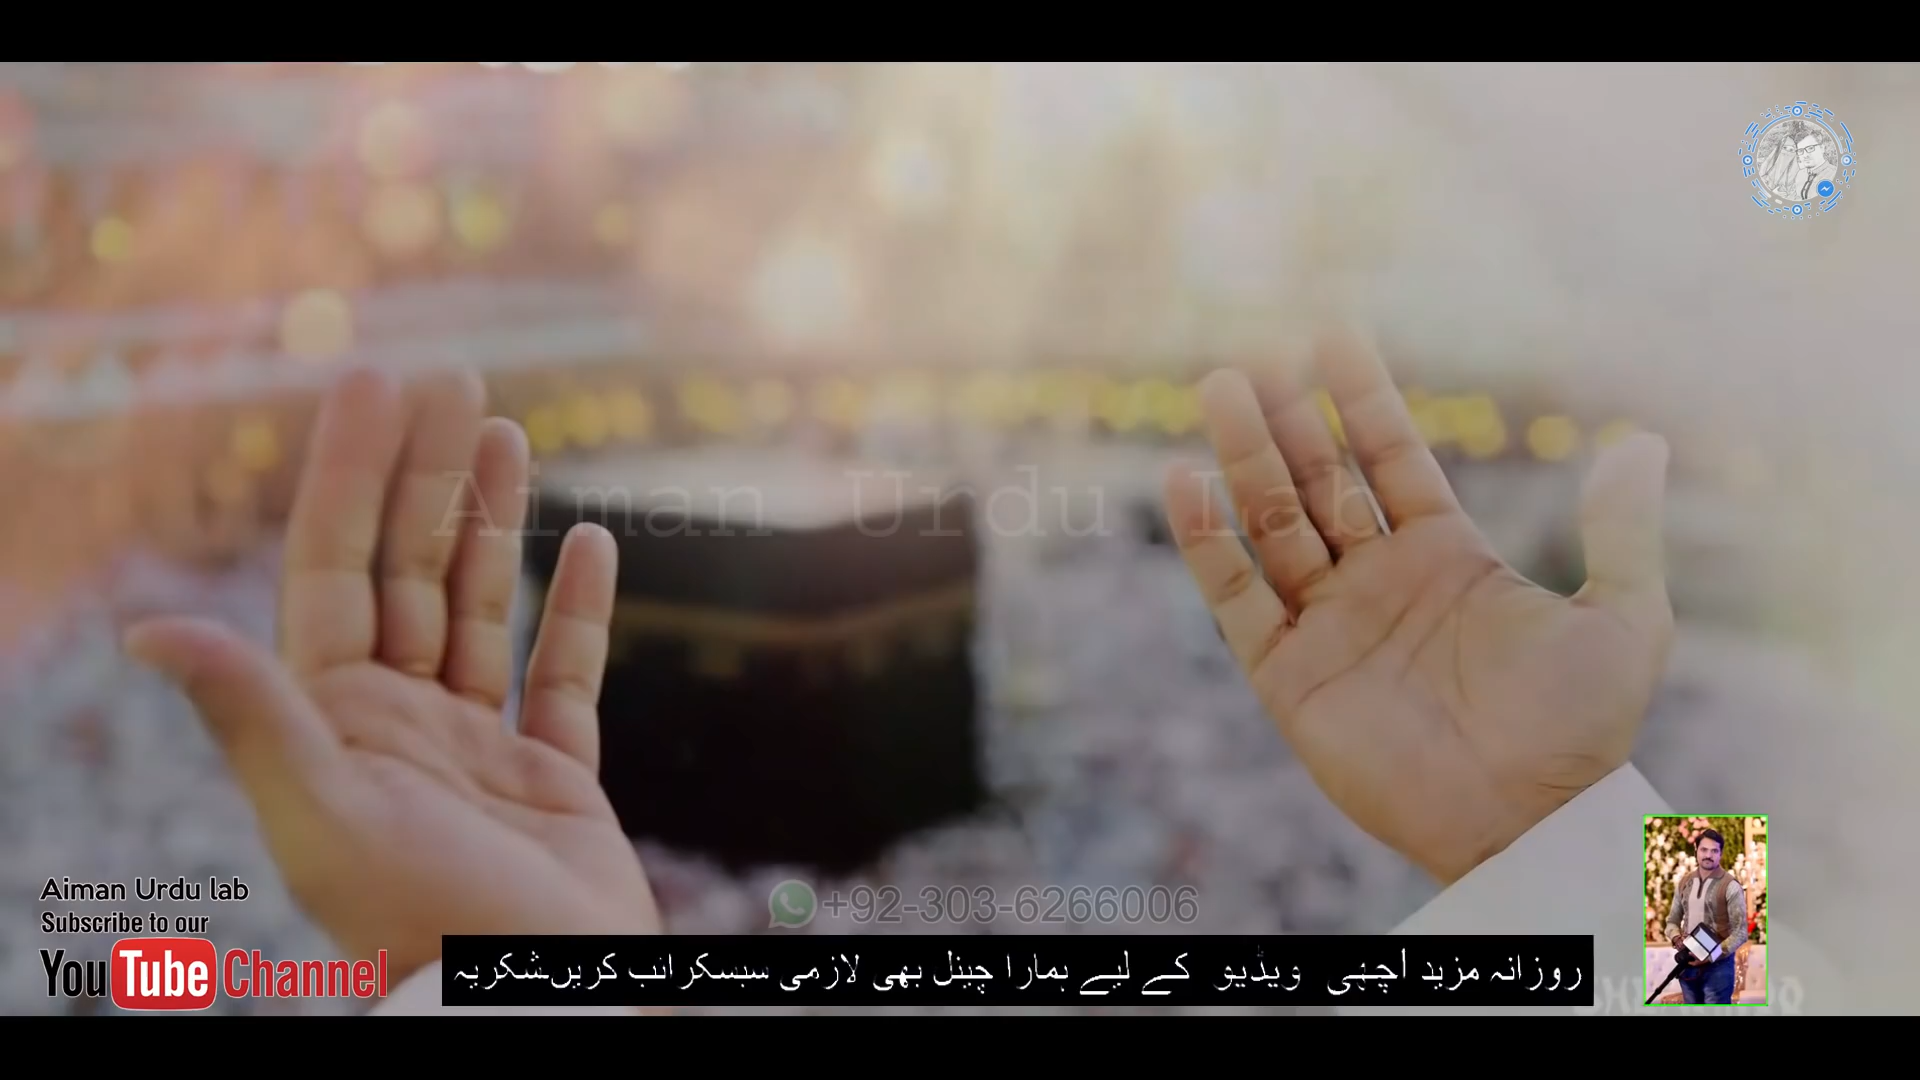 Aiman Urdu Lab
Aiman Urdu lab
Subscribe to our
YouTube Channel
+92-303-6266006
روزانہ مزید اچھی ویڈیو کے لیے ہمارا چینل بھی لازمی سبسکرائب کریں۔شکریہ